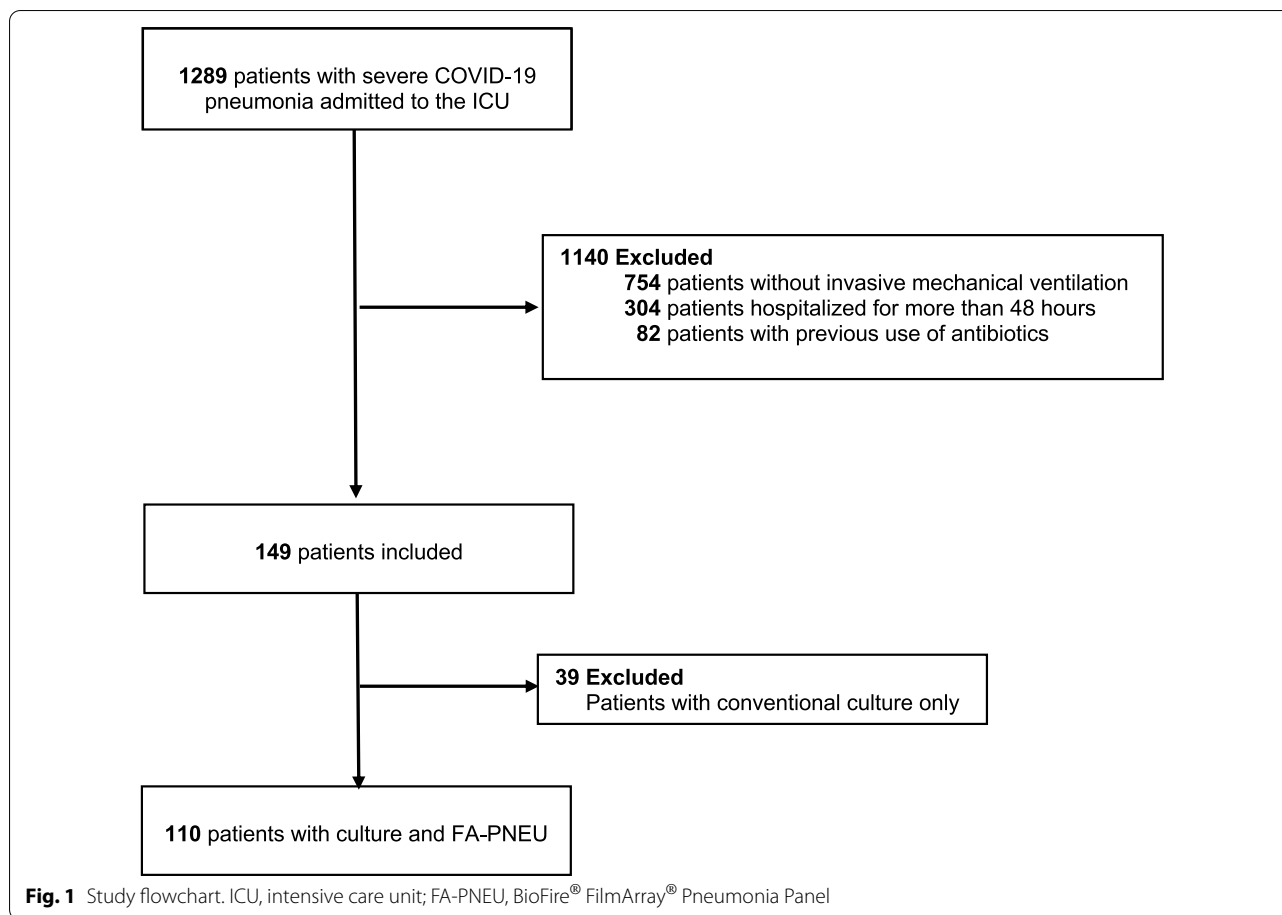 1289 patients with severe COVID-19
pneumonia admitted to the ICU
1140 Excluded
754 patients without invasive mechanical ventilation
304 patients hospitalized for more than 48 hours
82 patients with previous use of antibiotics
149 patients included
39 Excluded
Patients with conventional culture only
110 patients with culture and FA-PNEU
Fig. 1 Study flowchart. ICU, intensive care unit; FA-PNEU, BioFire® FilmArray® Pneumonia Panel